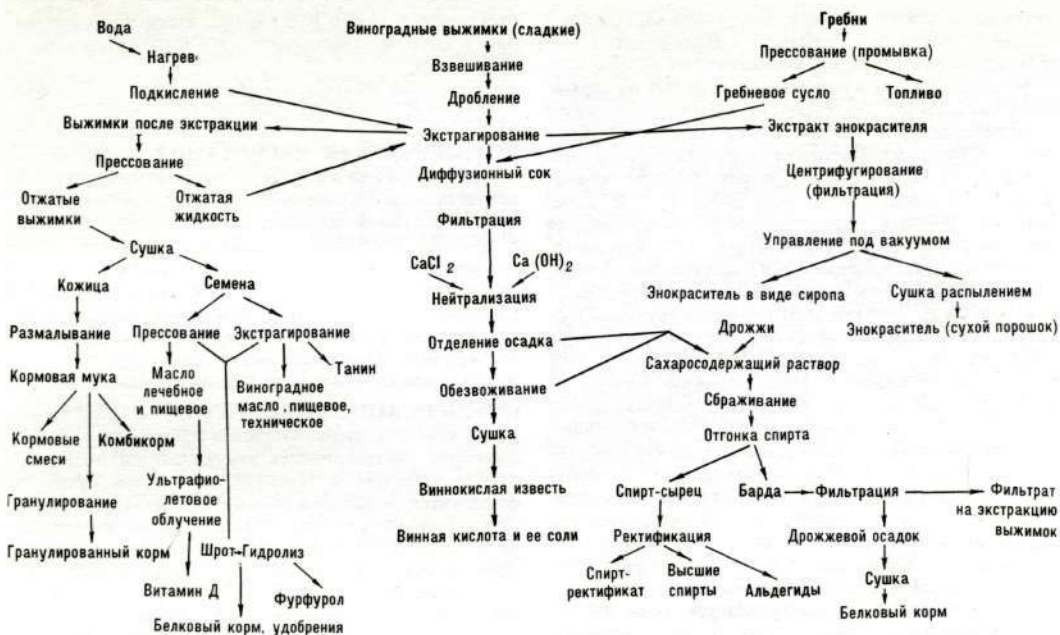 Вода
Виноградные выжимки (сладкие)
Гребни
Нагрев
Взвешивание
Прессование (промывка)
Подкисление
Дробление
Гребневое сусло
Топливо
Выжимки после экстракции
Экстрагирование
Экстракт энокрасителя
Прессование
Диффузионный сок
Центрифугирование
(фильтрация)
Отжатые
выжимки
Отжатая
жидкость
Фильтрация
Управление под вакуумом
Сушка
CaCl2
Ca(OH)2
Кожица
Семена
Нейтрализация
Энокраситель в виде сиропа
Сушка распылением
Размалывание
Прессование
Экстрагирование
Отделение осадка
Дрожжи
Энокраситель (сухой порошок)
Кормовая мука
Масло
лечебное
и пищевое
Виноградное
масло, пищевое,
техническое
Танин
Обезвоживание
Сахаросодержащий раствор
Сбраживание
Кормовые
смеси
Комбикорм
Сушка
Отгонка спирта
Гранулирование
Ультрафио-
летовое
облучение
Виннокислая известь
Спирт-сырец
Барда
Фильтрация
Фильтрат
на экстракцию
выжимок
Гранулированный корм
Шрот-Гидролиз
Винная кислота и ее соли
Ректификация
Дрожжевой осадок
Витамин Д
Фурфурол
Спирт-
ректификат
Высшие
спирты
Альдегиды
Сушка
Белковый корм, удобрения
Белковый корм